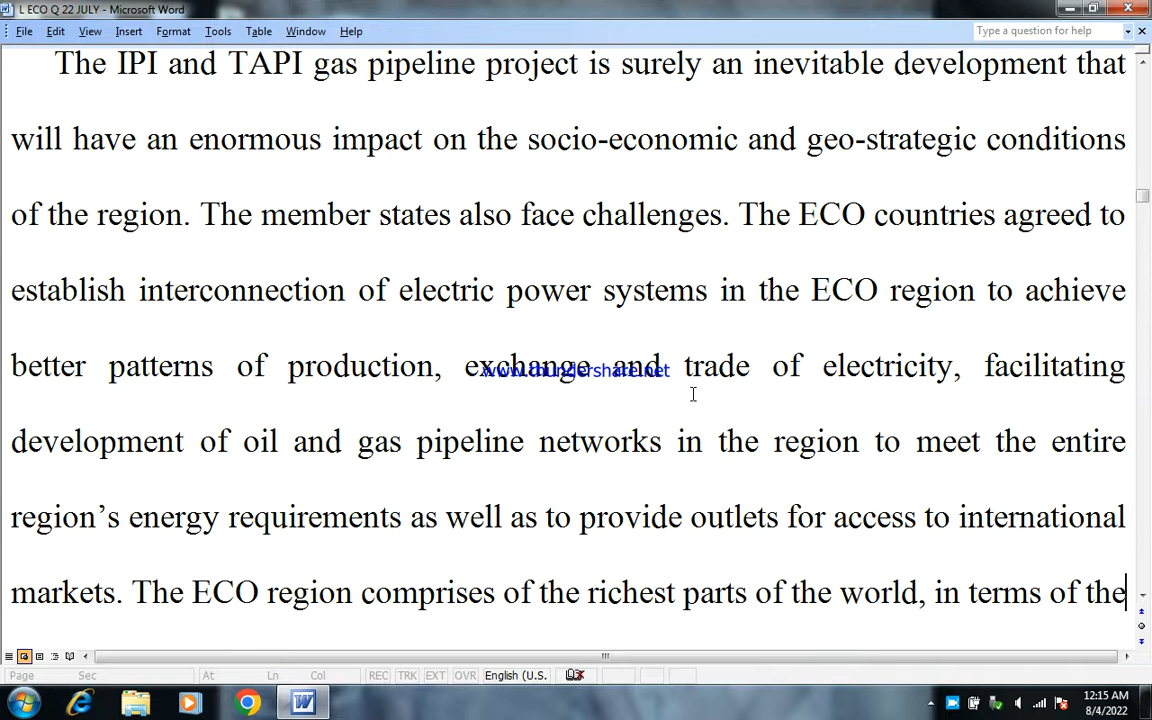 L ECO Q 22 JULY - Microsoft Word
File Edit View Insert Format Tools Table Window Help Type a question for help
The IPI and TAPI gas pipeline project is surely an inevitable development that
will have an enormous impact on the socio-economic and geo-strategic conditions
of the region. The member states also face challenges. The ECO countries agreed to
establish interconnection of electric power systems in the ECO region to achieve
better patterns of production, exchange and trade of electricity, facilitating
www.thundershare.net
development of oil and gas pipeline networks in the region to meet the entire
region’s energy requirements as well as to provide outlets for access to international
markets. The ECO region comprises of the richest parts of the world, in terms of the
Page Sec At Ln Col REC TRK EXT OVR English (U.S.
12:15 AM
8/4/2022